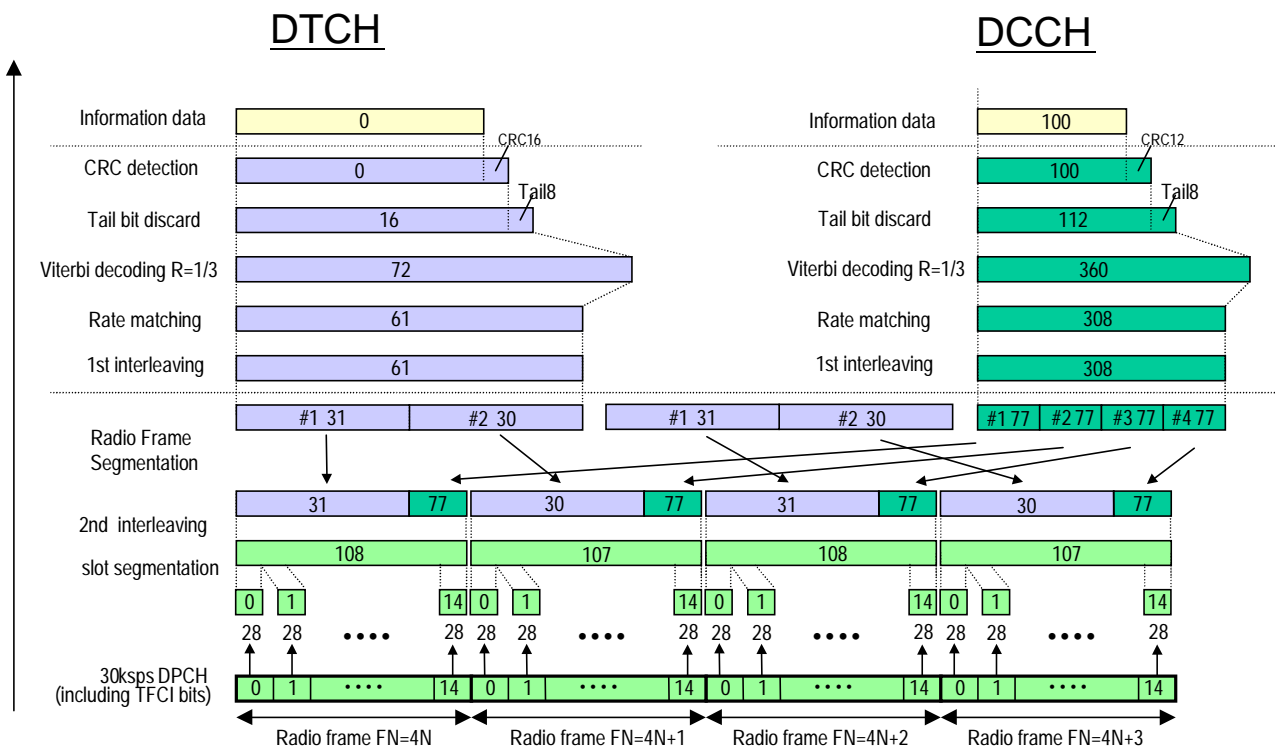 DTCH DCCH
Information data 0 Information data 100
CRC16 CRC12
CRC detection 0 CRC detection 100
Tail8 Tail8
Tail bit discard 16 Tail bit discard 112
Viterbi decoding R=1/3 72 Viterbi decoding R=1/3 360
Rate matching 61 Rate matching 308
1st interleaving 61 1st interleaving 308
#1 31 #2 30 #1 31 #2 30 #1 77 #2 77 #3 77 #4 77
Radio Frame
Segmentation
31 77 30 77 31 77 30 77
2nd interleaving
108 107 108 107
slot segmentation
0 1 14 0 1 14 0 1 14 0 1 14
28 28 •••• 28 28 28 •••• 28 28 28 •••• 28 28 28 •••• 28
30ksps DPCH
(including TFCI bits)
0 1 •••• 14 0 1 •••• 14 0 1 •••• 14 0 1 •••• 14
Radio frame FN=4N Radio frame FN=4N+1 Radio frame FN=4N+2 Radio frame FN=4N+3